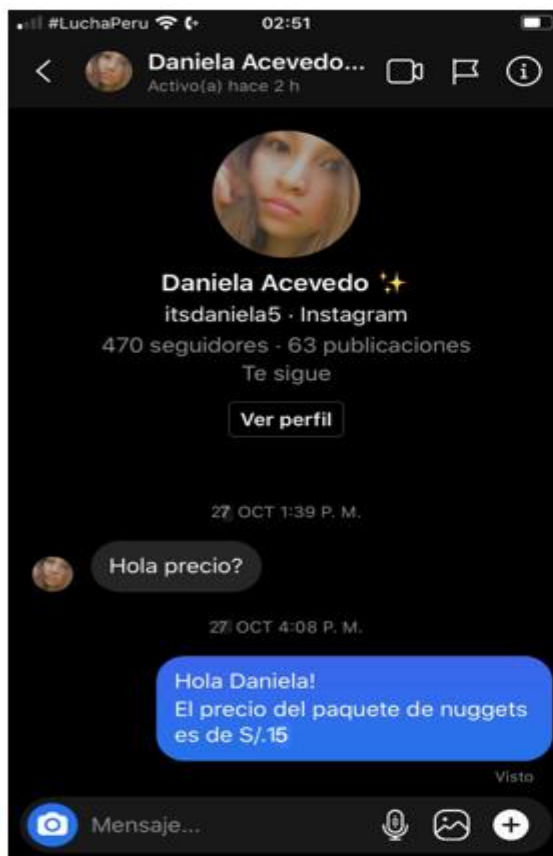 #LuchaPeru 02:51
Daniela Acevedo...
Activo(a) hace 2 h
Daniela Acevedo ✨
itsdaniela5 · Instagram
470 seguidores · 63 publicaciones
Te sigue
Ver perfil
27 OCT 1:39 P. M.
Hola precio?
27 OCT 4:08 P. M.
Hola Daniela!
El precio del paquete de nuggets
es de S/.15
Visto
Mensaje...